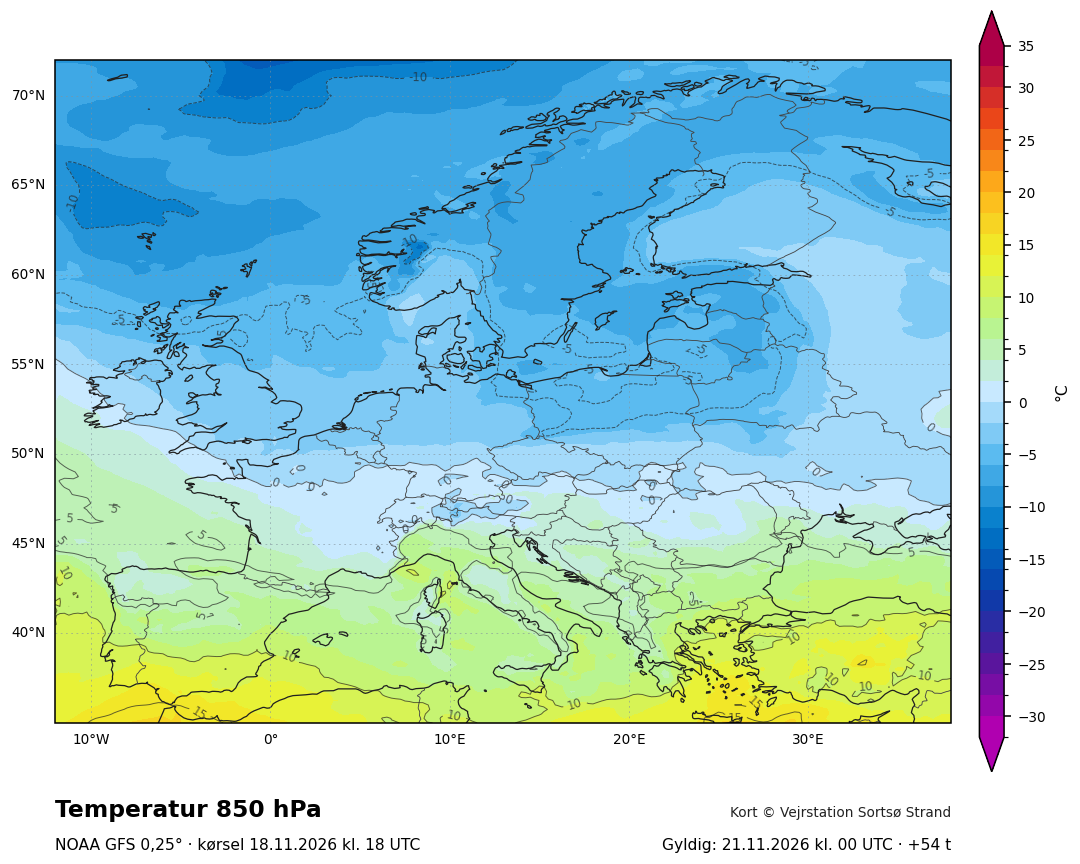 70°N
65°N
60°N
55°N
50°N
45°N
40°N
10°W
0°
10°E
20°E
30°E
35
30
25
20
15
10
5
0
−5
−10
−15
−20
−25
−30
°C
Temperatur 850 hPa
Kort © Vejrstation Sortsø Strand
NOAA GFS 0,25° · kørsel 18.11.2026 kl. 18 UTC
Gyldig: 21.11.2026 kl. 00 UTC · +54 t